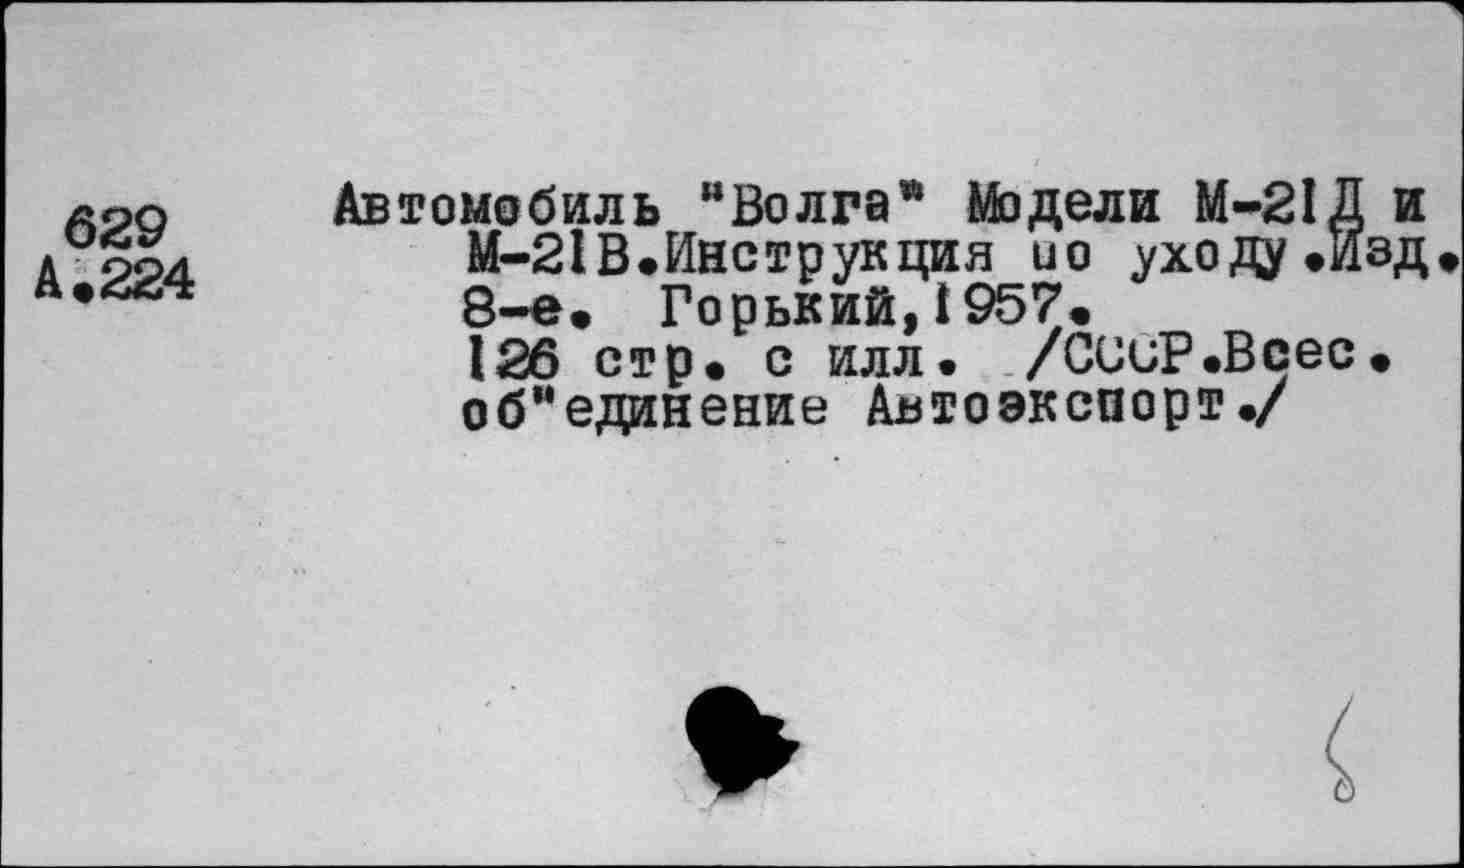 629
А.224
Автомобиль "Волга" Модели М-21Д и
М-21В.Инструкция по уходу.Изд.
8-е. Горький,1957.
126 стр. с илл. /СССР.Всес.
об"единение Автоэкспорт./